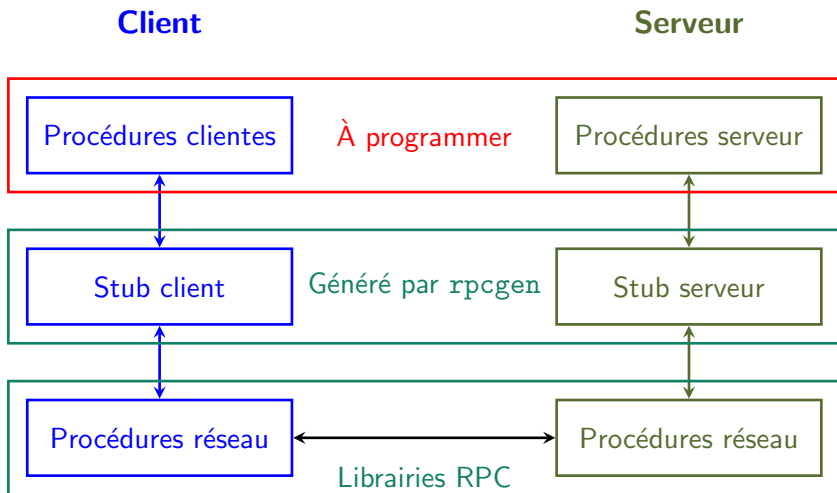 Client
Serveur
Procédures clientes
À programmer
Procédures serveur
Stub client
Généré par rpcgen
Stub serveur
Procédures réseau
Procédures réseau
Librairies RPC